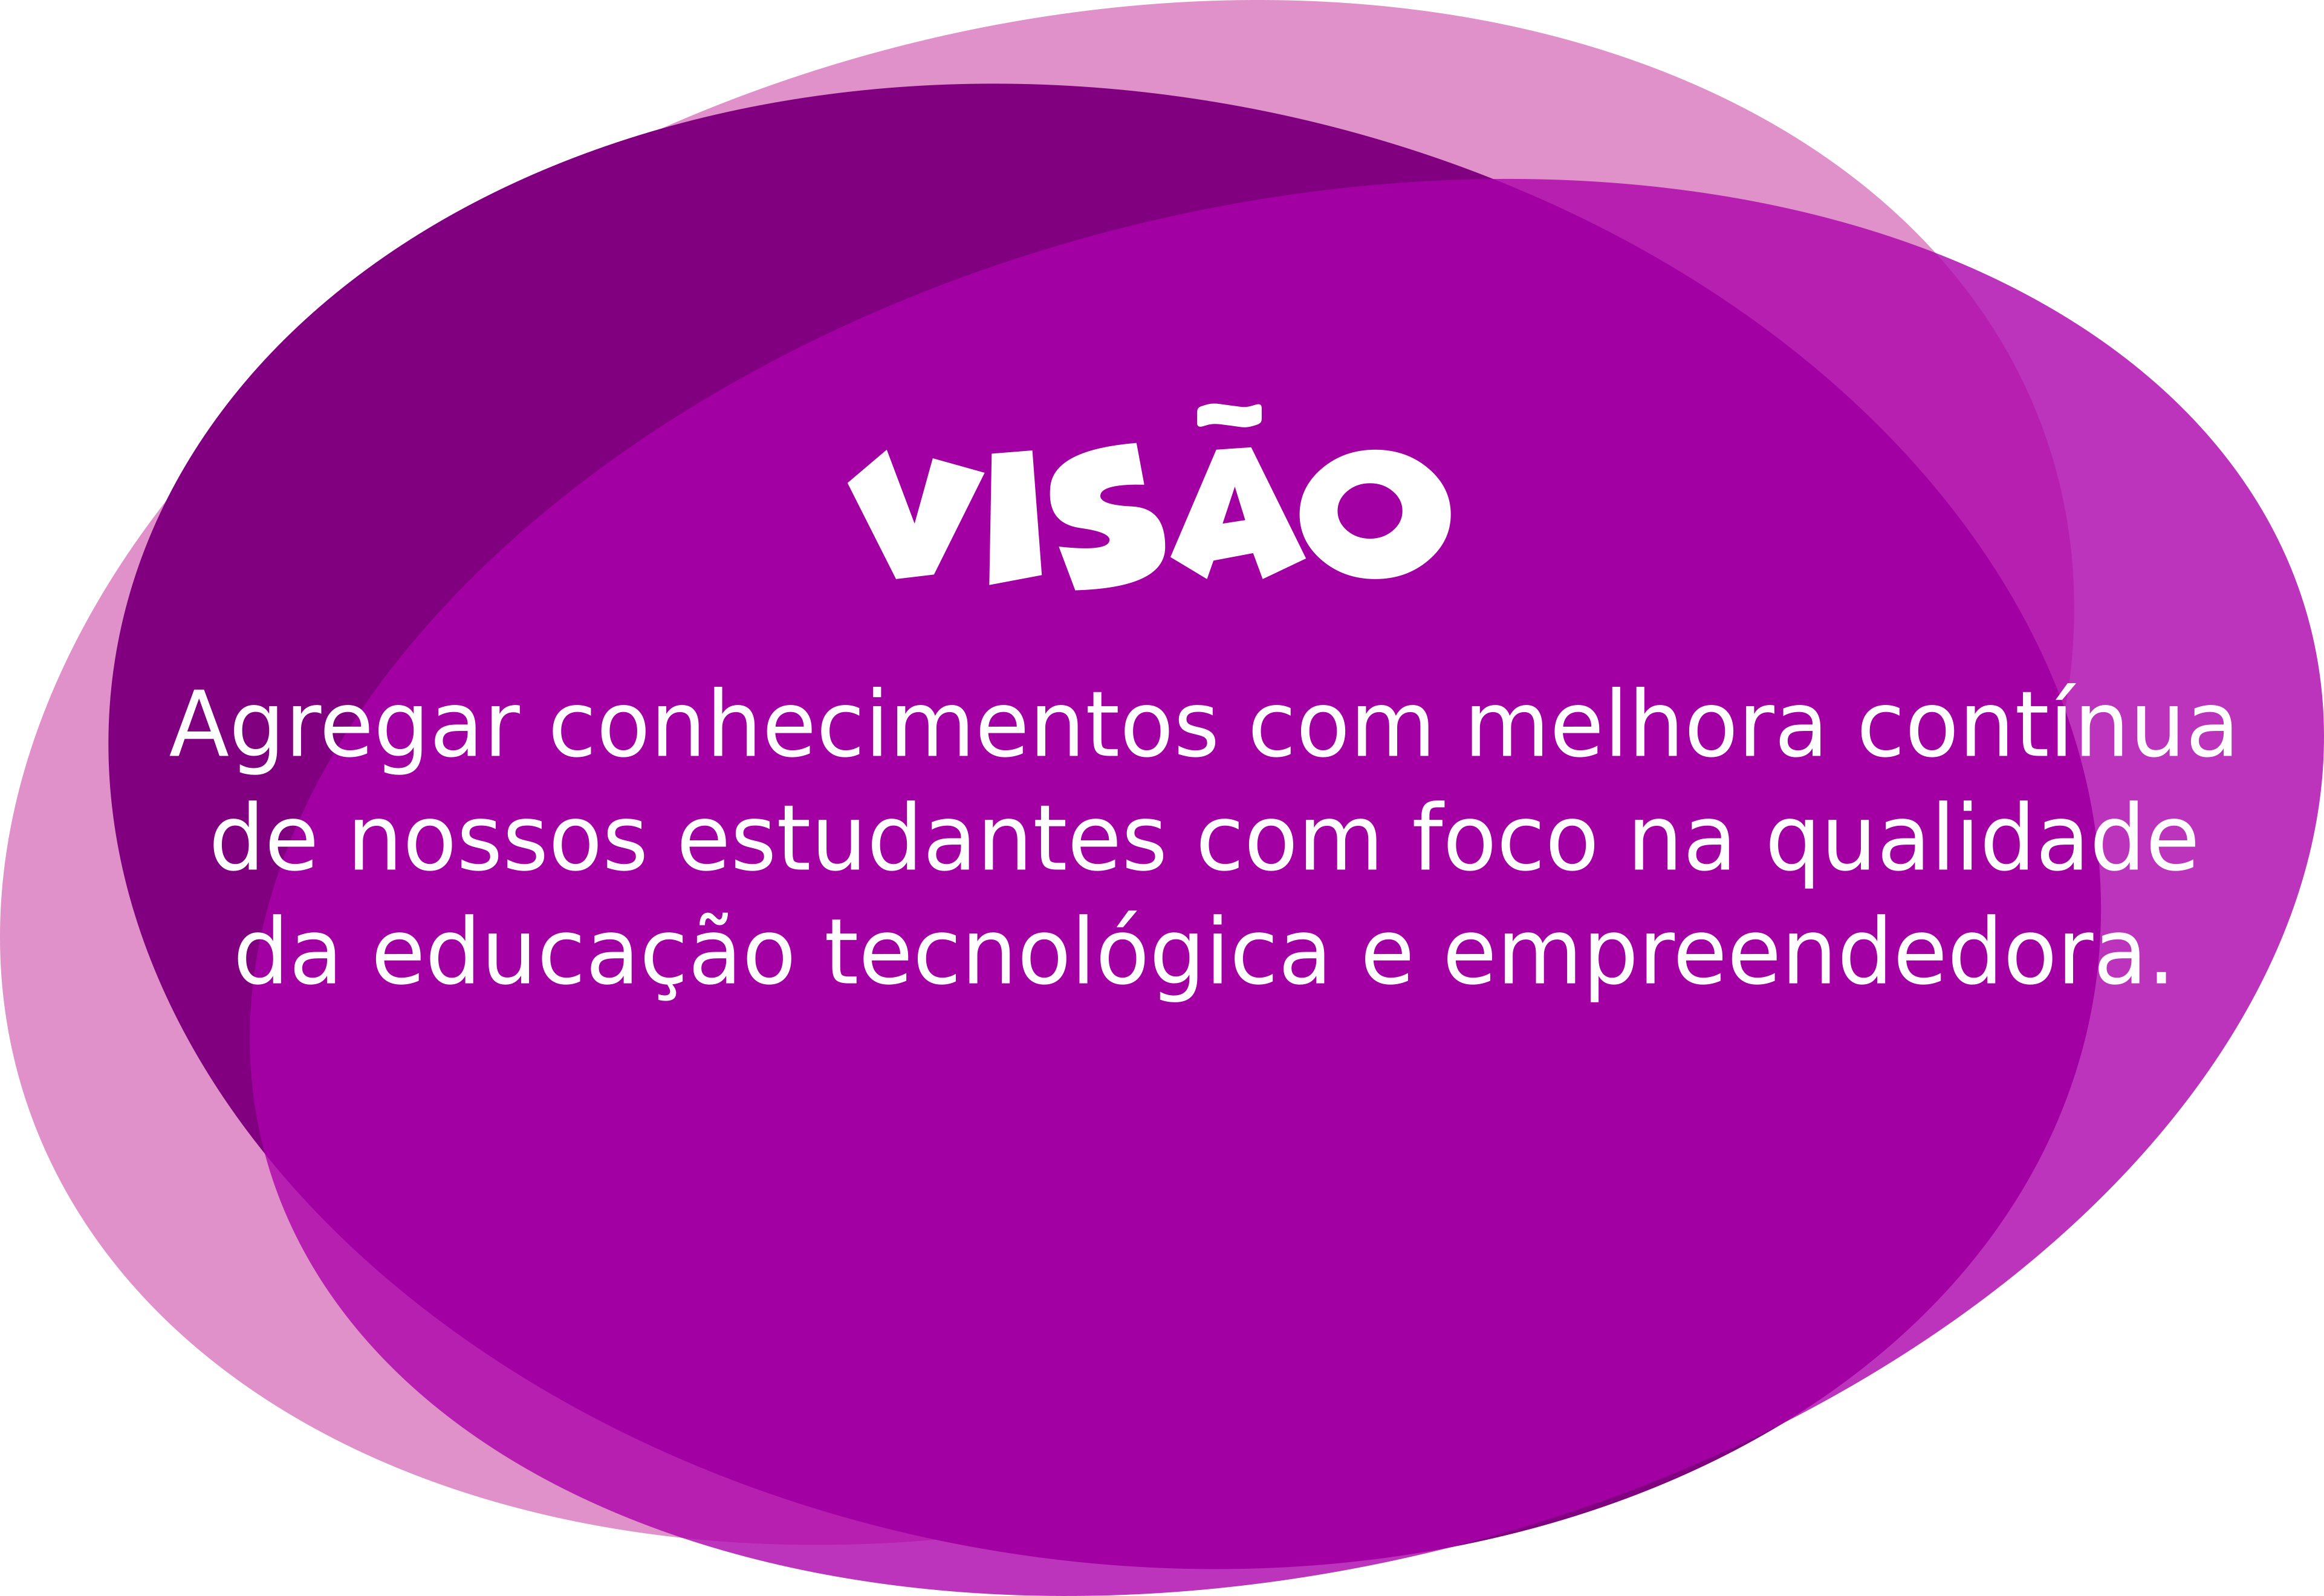 VISÃO
Agregar conhecimentos com melhora contínua
de nossos estudantes com foco na qualidade
da educação tecnológica e empreendedora.